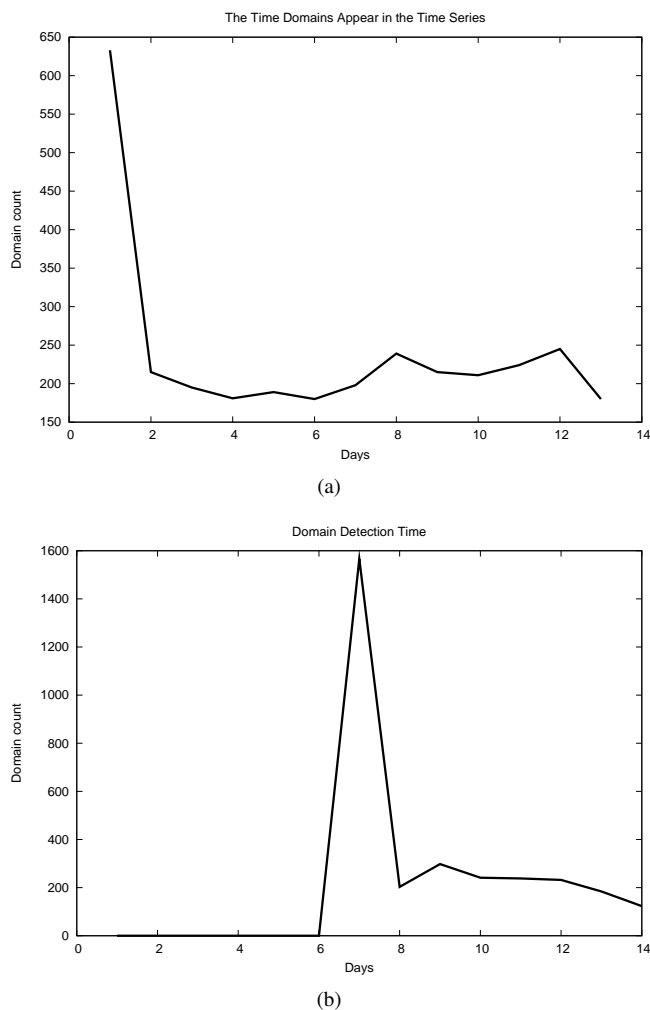 The Time Domains Appear in the Time Series
650
600
550
500
450
400
350
300
250
200
150
Domain count
0 2 4 6 8 10 12 14
Days
(a)
Domain Detection Time
1600
1400
1200
1000
800
600
400
200
0
Domain count
0 2 4 6 8 10 12 14
Days
(b)